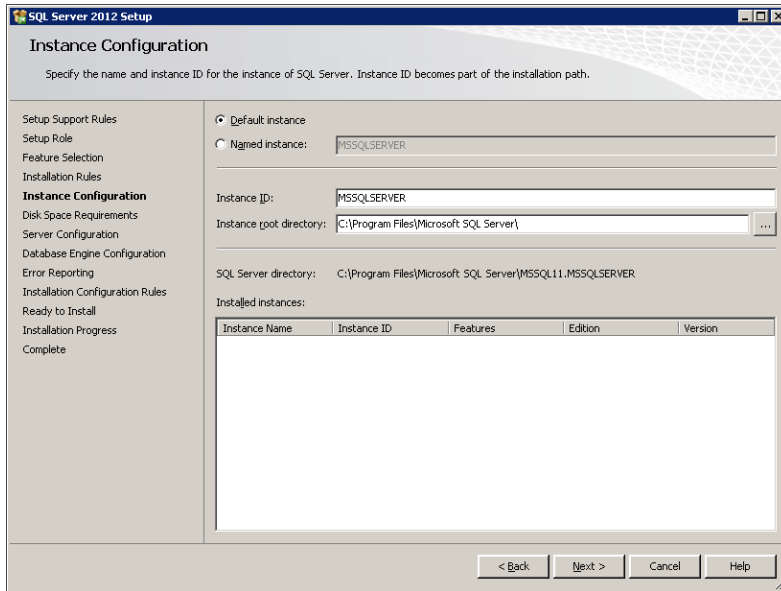 SQL Server 2012 Setup
Instance Configuration
Specify the name and instance ID for the instance of SQL Server. Instance ID becomes part of the installation path.
Setup Support Rules
Setup Role
Feature Selection
Installation Rules
Instance Configuration
Disk Space Requirements
Server Configuration
Database Engine Configuration
Error Reporting
Installation Configuration Rules
Ready to Install
Installation Progress
Complete
Default instance
Named instance: MSSQLSERVER
Instance ID: MSSQLSERVER
Instance root directory: C:\Program Files\Microsoft SQL Server\ ...
SQL Server directory: C:\Program Files\Microsoft SQL Server\MSSQL11.MSSQLSERVER
Installed instances:
Instance Name Instance ID Features Edition Version
< Back Next > Cancel Help